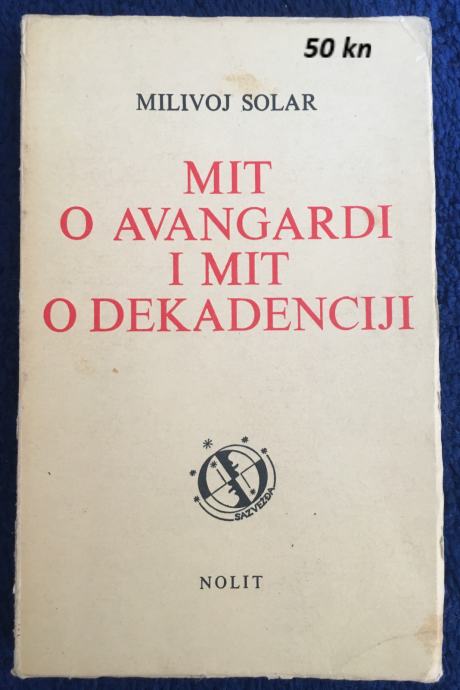 50 kn
MILIVOJ SOLAR
MIT
O AVANGARDI
I MIT
O DEKADENCIJI
SAZVEŽĐA
NOLIT